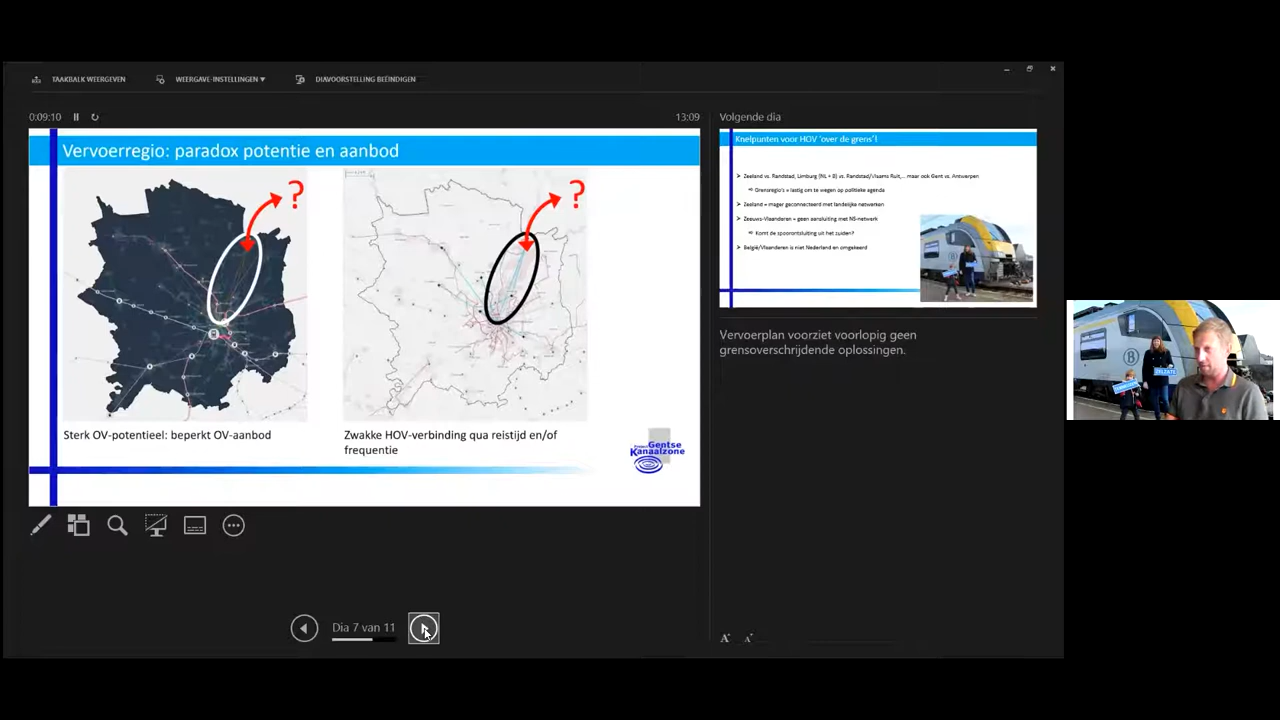 TAAKBALK WEERGEVEN
WEERGAVE-INSTELLINGEN ▾
DIAVOORSTELLING BEËINDIGEN
0:09:10
13:09
Vervoerregio: paradox potentie en aanbod
?
?
Sterk OV-potentieel: beperkt OV-aanbod
Zwakke HOV-verbinding qua reistijd en/of
frequentie
Project
Gentse
Kanaalzone
Dia 7 van 11
Volgende dia
Knelpunten voor HOV 'over de grens'!
Zeeland vs. Randstad, Limburg (NL + B) vs. Randstad/Vlaams Ruit,... maar ook Gent vs. Antwerpen
Grensregio's = lastig om te wegen op politieke agenda
Zeeland = mager geconnecteerd met landelijke netwerken
Zeeuws-Vlaanderen = geen aansluiting met NS-netwerk
Komt de spoorontsluiting uit het zuiden?
België/Vlaanderen is niet Nederland en omgekeerd
Vervoerplan voorziet voorlopig geen
grensoverschrijdende oplossingen.
A A
B
TERNEUZEN
ZELZATE